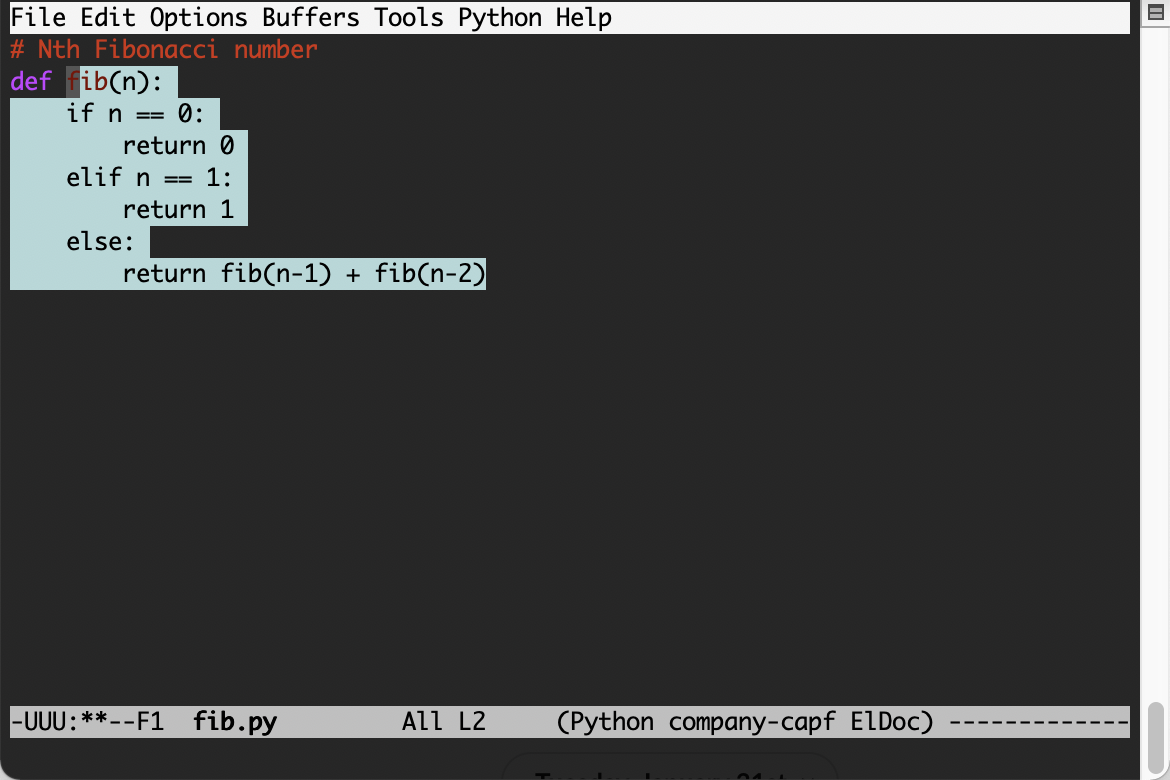 File Edit Options Buffers Tools Python Help
# Nth Fibonacci number
def fib(n):
    if n == 0:
        return 0
    elif n == 1:
        return 1
    else:
        return fib(n-1) + fib(n-2)
-UUU:**--F1  fib.py         All L2     (Python company-capf ElDoc) -------------